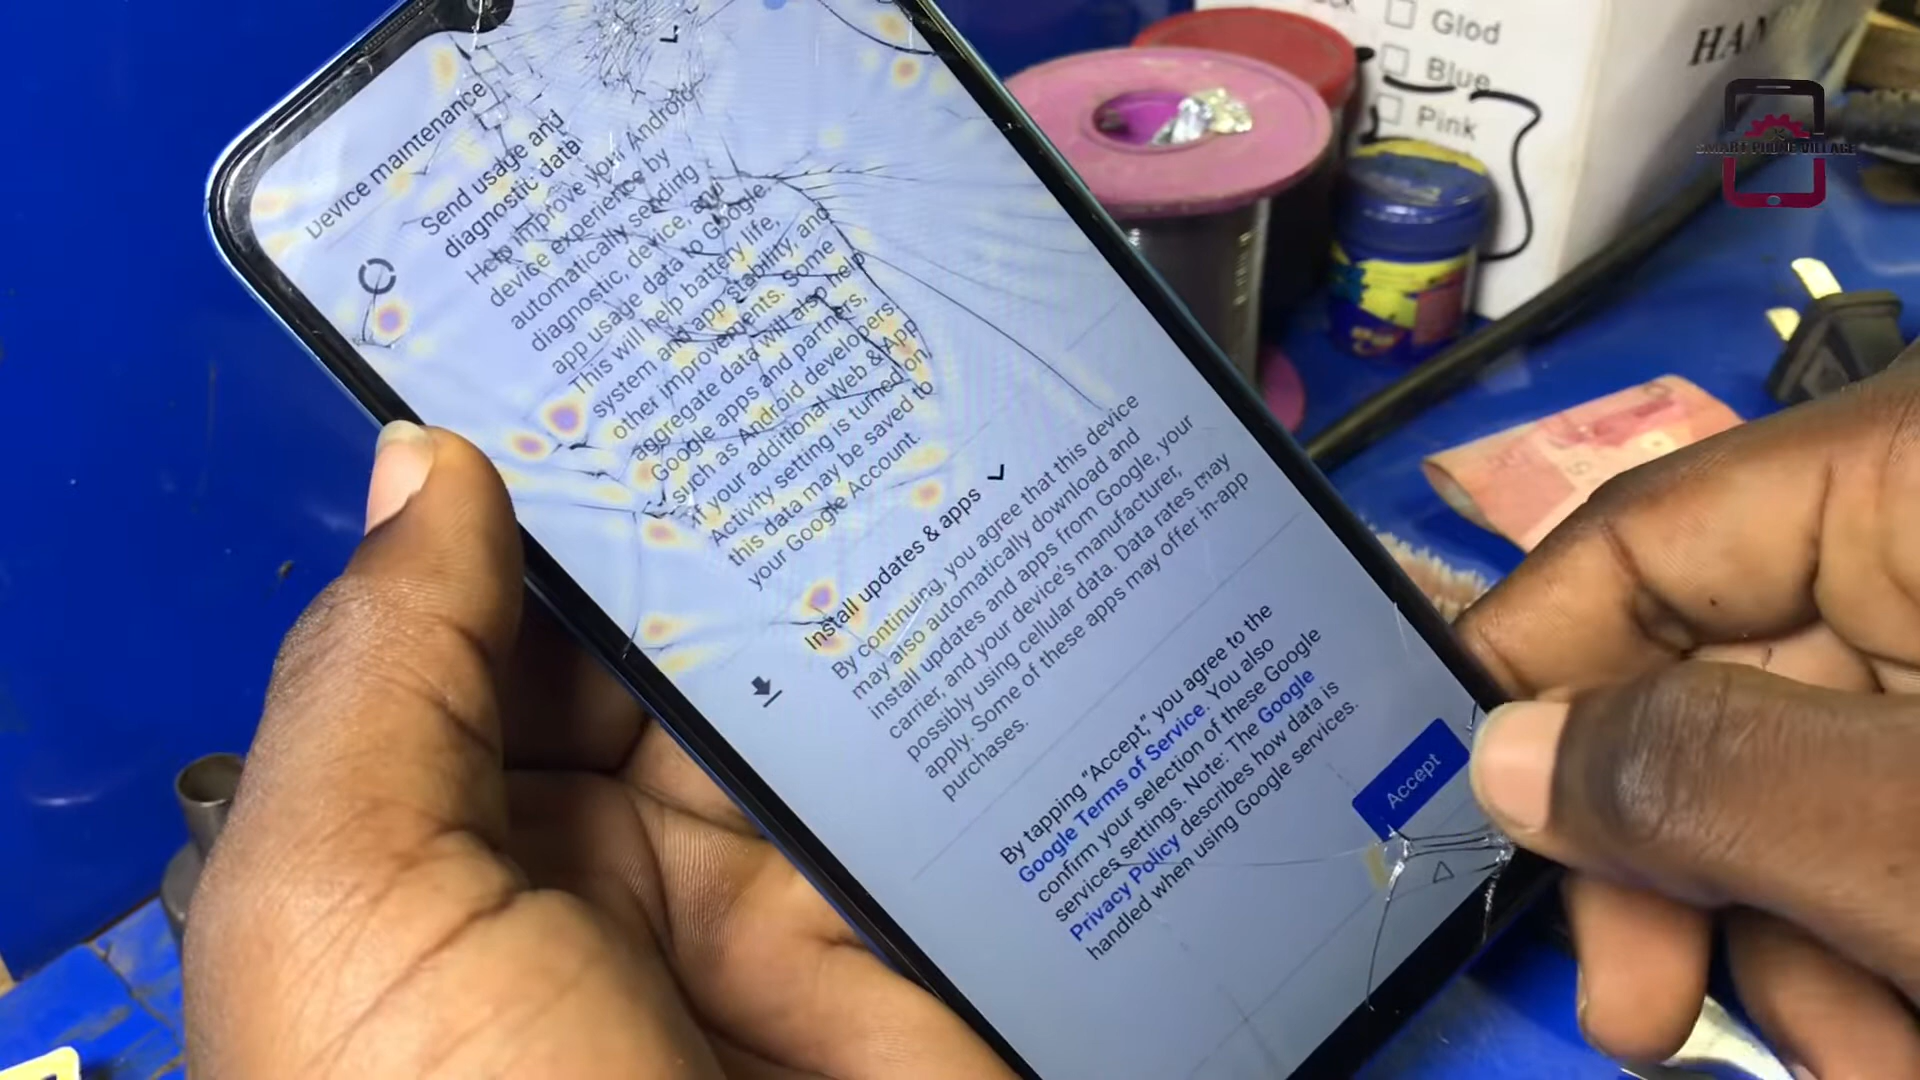 Device maintenance
Send usage and
diagnostic data
Help improve your Android
device experience by
automatically sending
diagnostic, device, and
app usage data to Google.
This will help battery life,
system and app stability, and
other improvements. Some
aggregate data will also help
Google apps and partners,
such as Android developers.
If your additional Web & App
Activity setting is turned on,
this data may be saved to
your Google Account.
Install updates & apps
By continuing, you agree that this device
may also automatically download and
install updates and apps from Google, your
carrier, and your device's manufacturer,
possibly using cellular data. Data rates may
apply. Some of these apps may offer in-app
purchases.
By tapping “Accept,” you agree to the
Google Terms of Service. You also
confirm your selection of these Google
services settings. Note: The Google
Privacy Policy describes how data is
handled when using Google services.
Accept
Glod
Blue
Pink
SMART PHONE VILLAGE